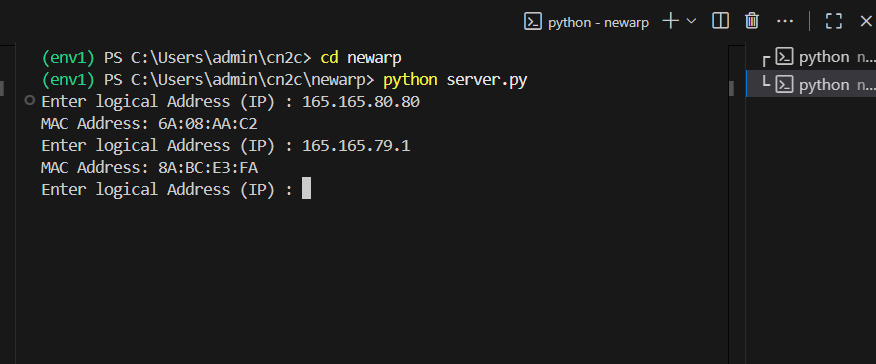 python - newarp
(env1) PS C:\Users\admin\cn2c> cd newarp
(env1) PS C:\Users\admin\cn2c\newarp> python server.py
Enter logical Address (IP) : 165.165.80.80
MAC Address: 6A:08:AA:C2
Enter logical Address (IP) : 165.165.79.1
MAC Address: 8A:BC:E3:FA
Enter logical Address (IP) :
python n...
python n...